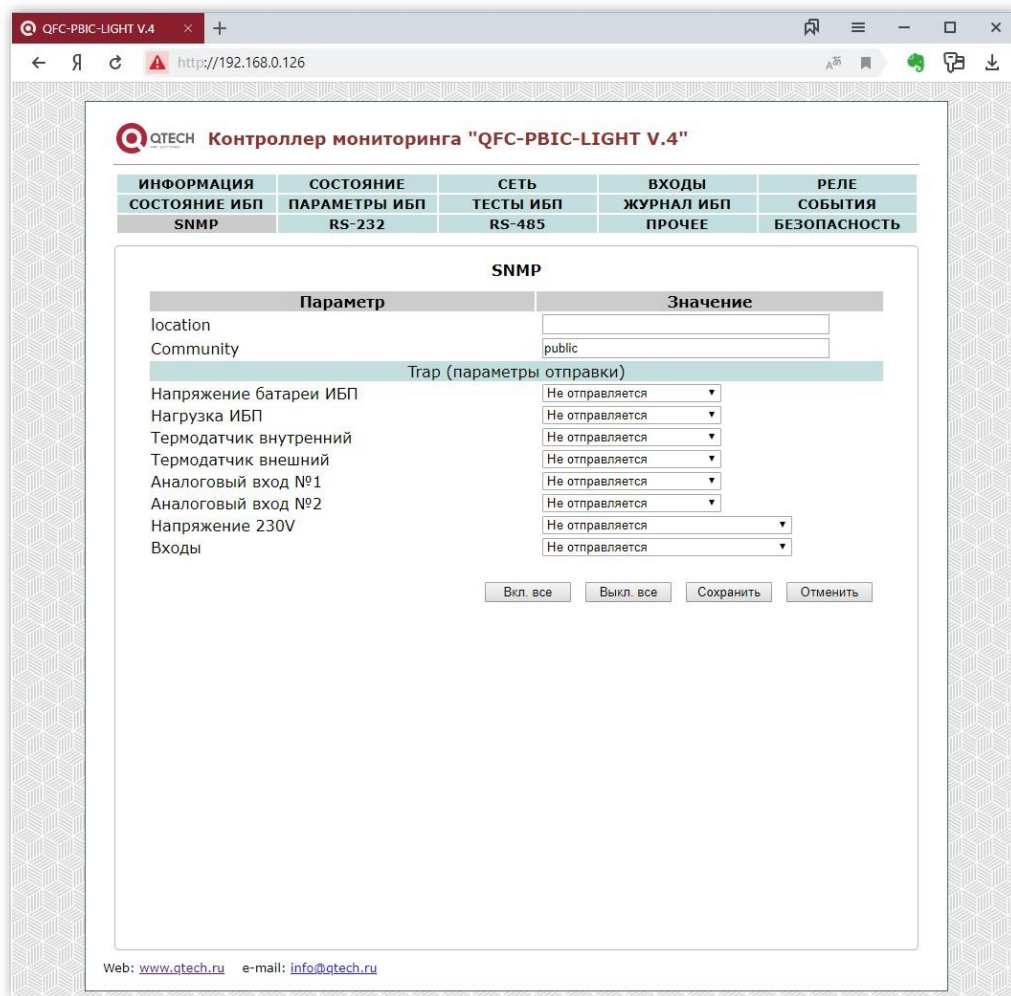 QFC-PBIC-LIGHT V.4
http://192.168.0.126
QTECH Контроллер мониторинга "QFC-PBIC-LIGHT V.4"
ИНФОРМАЦИЯ СОСТОЯНИЕ СЕТЬ ВХОДЫ РЕЛЕ
СОСТОЯНИЕ ИБП ПАРАМЕТРЫ ИБП ТЕСТЫ ИБП ЖУРНАЛ ИБП СОБЫТИЯ
SNMP RS-232 RS-485 ПРОЧЕЕ БЕЗОПАСНОСТЬ
SNMP
Параметр Значение
location
Community public
Trap (параметры отправки)
Напряжение батареи ИБП Не отправляется
Нагрузка ИБП Не отправляется
Термодатчик внутренний Не отправляется
Термодатчик внешний Не отправляется
Аналоговый вход №1 Не отправляется
Аналоговый вход №2 Не отправляется
Напряжение 230V Не отправляется
Входы Не отправляется
Вкл. все Выкл. все Сохранить Отменить
Web: www.qtech.ru e-mail: info@qtech.ru